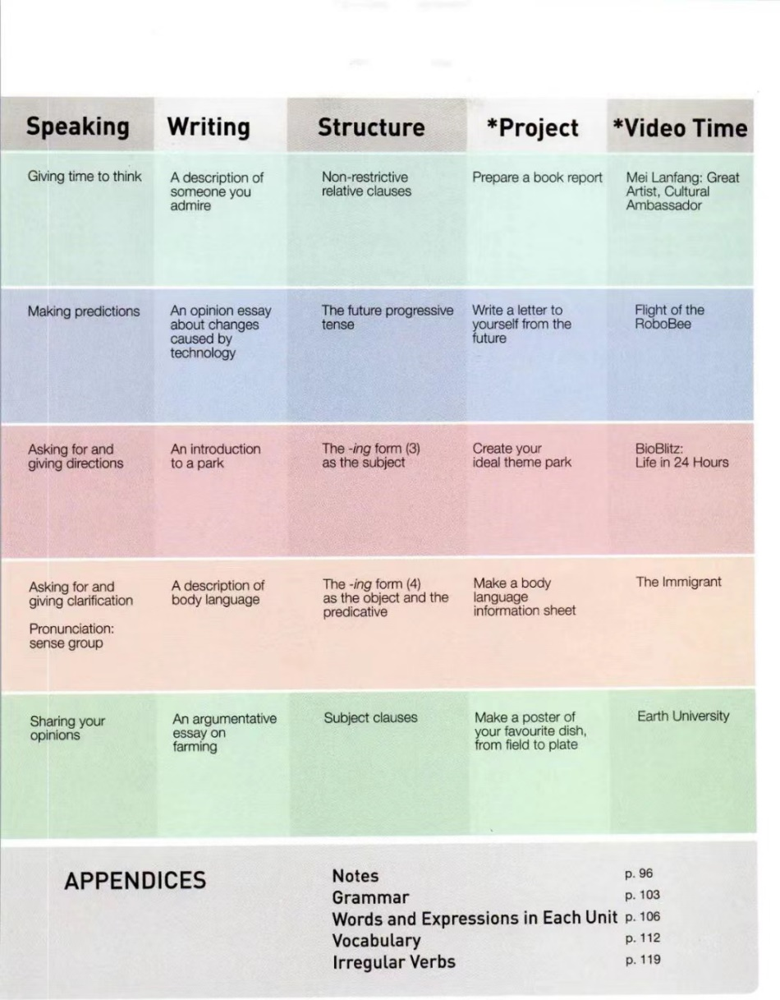 Speaking Writing Structure *Project *Video Time
Giving time to think
A description of
someone you
admire
Non-restrictive
relative clauses
Prepare a book report
Mei Lanfang: Great
Artist, Cultural
Ambassador
Making predictions
An opinion essay
about changes
caused by
technology
The future progressive
tense
Write a letter to
yourself from the
future
Flight of the
RoboBee
Asking for and
giving directions
An introduction
to a park
The -ing form (3)
as the subject
Create your
ideal theme park
BioBlitz:
Life in 24 Hours
Asking for and
giving clarification
Pronunciation:
sense group
A description of
body language
The -ing form (4)
as the object and the
predicative
Make a body
language
information sheet
The Immigrant
Sharing your
opinions
An argumentative
essay on
farming
Subject clauses
Make a poster of
your favourite dish,
from field to plate
Earth University
APPENDICES
Notes p. 96
Grammar p. 103
Words and Expressions in Each Unit p. 106
Vocabulary p. 112
Irregular Verbs p. 119